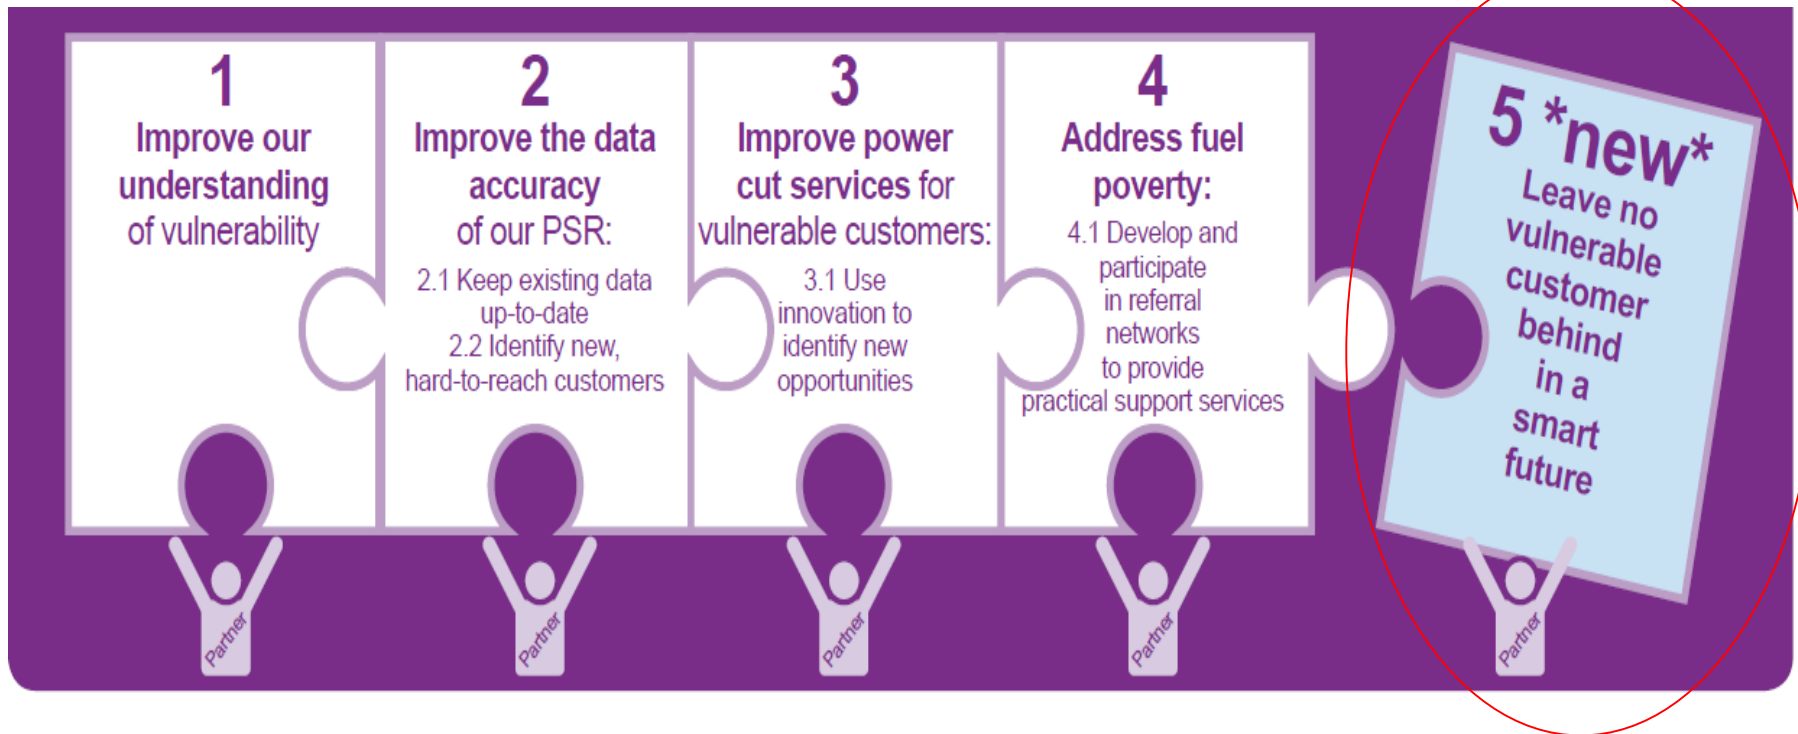 1
Improve our
understanding
of vulnerability
2
Improve the data
accuracy
of our PSR:
2.1 Keep existing data
up-to-date
2.2 Identify new,
hard-to-reach customers
3
Improve power
cut services for
vulnerable customers:
3.1 Use
innovation to
identify new
opportunities
4
Address fuel
poverty:
4.1 Develop and
participate
in referral
networks
to provide
practical support services
5 *new*
Leave no
vulnerable
customer
behind
in a
smart
future
Partner
Partner
Partner
Partner
Partner